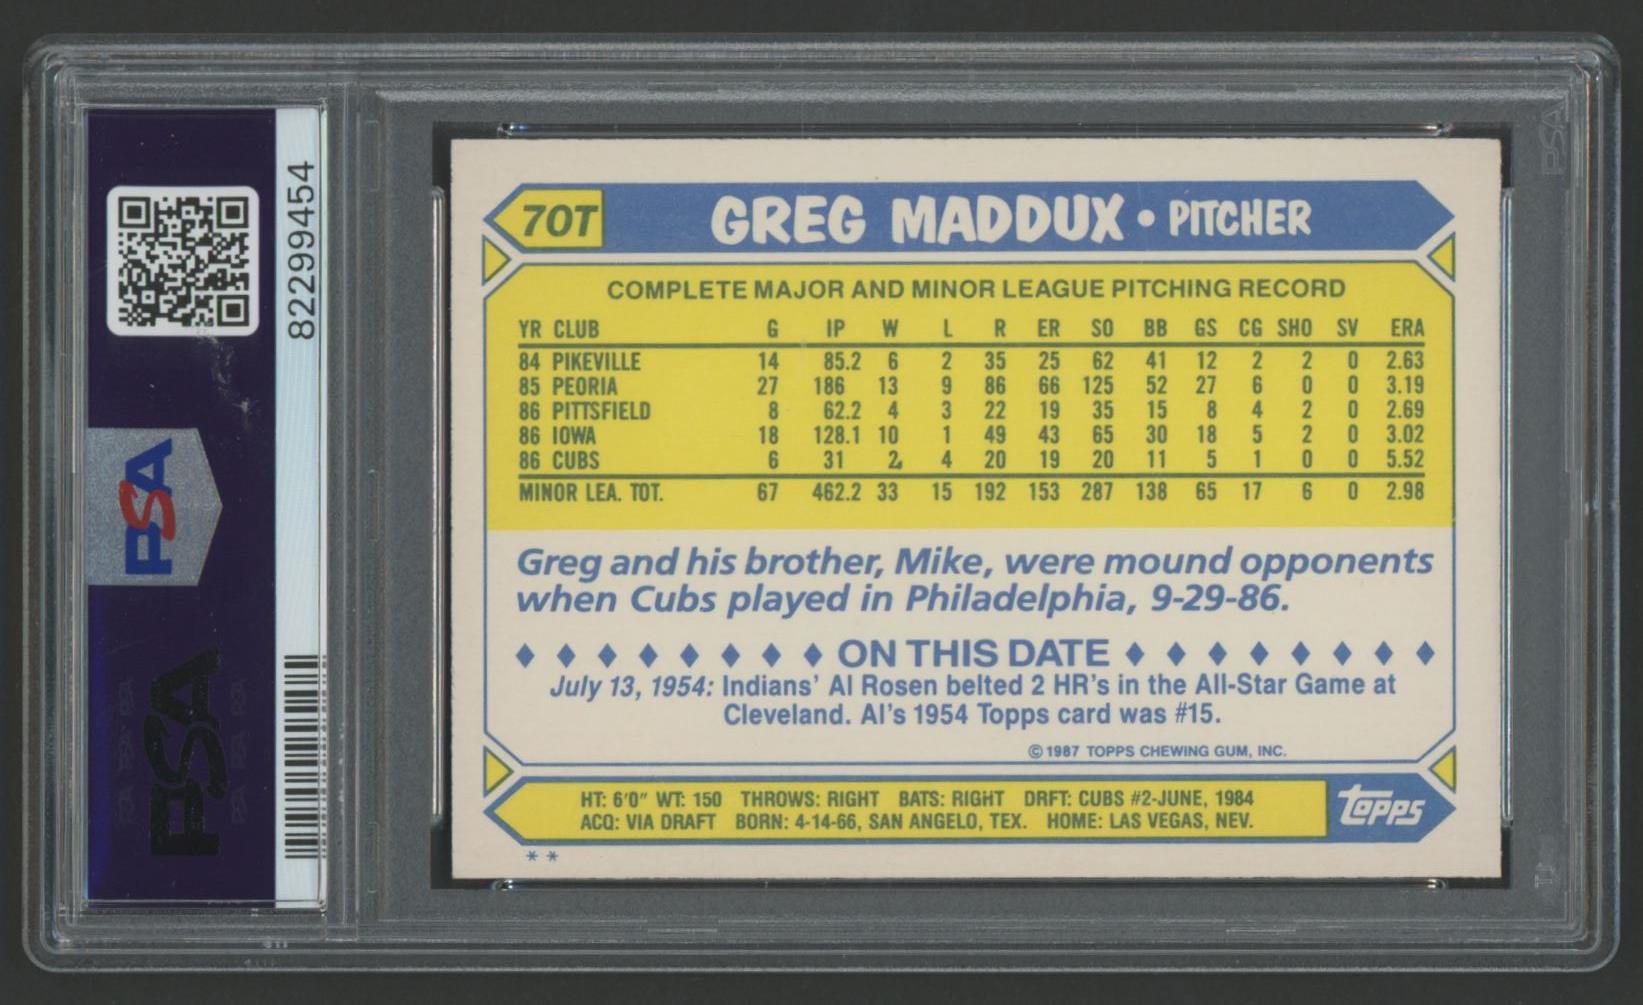 82299454
PSA
PSA
PSA
70T
GREG MADDUX • PITCHER
COMPLETE MAJOR AND MINOR LEAGUE PITCHING RECORD
YR CLUB G IP W L R ER SO BB GS CG SHO SV ERA
84 PIKEVILLE 14 85.2 6 2 35 25 62 41 12 2 2 0 2.63
85 PEORIA 27 186 13 9 86 66 125 52 27 6 0 0 3.19
86 PITTSFIELD 8 62.2 4 3 22 19 35 15 8 4 2 0 2.69
86 IOWA 18 128.1 10 1 49 43 65 30 18 5 2 0 3.02
86 CUBS 6 31 2 4 20 19 20 11 5 1 0 0 5.52
MINOR LEA. TOT. 67 462.2 33 15 192 153 287 138 65 17 6 0 2.98
Greg and his brother, Mike, were mound opponents
when Cubs played in Philadelphia, 9-29-86.
ON THIS DATE
July 13, 1954: Indians' Al Rosen belted 2 HR's in the All-Star Game at
Cleveland. Al's 1954 Topps card was #15.
© 1987 TOPPS CHEWING GUM, INC.
HT: 6'0" WT: 150 THROWS: RIGHT BATS: RIGHT DRFT: CUBS #2-JUNE, 1984
ACQ: VIA DRAFT BORN: 4-14-66, SAN ANGELO, TEX. HOME: LAS VEGAS, NEV.
topps
* *